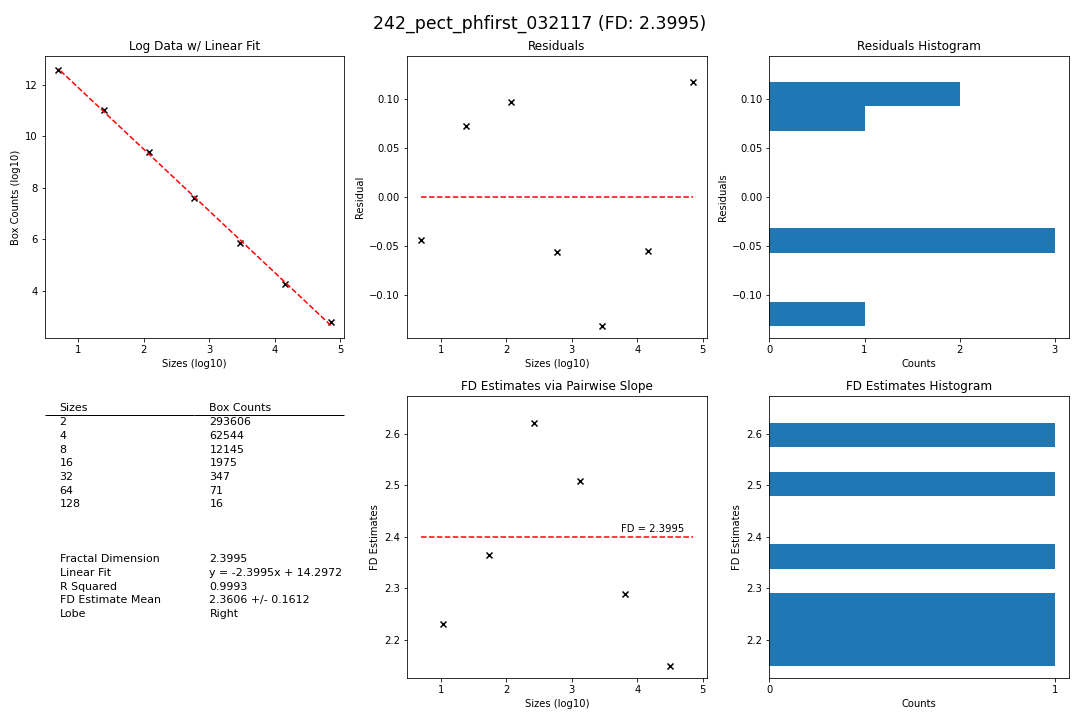 242_pect_phfirst_032117 (FD: 2.3995)
Log Data w/ Linear Fit
Box Counts (log10)
12
10
8
6
4
1 2 3 4 5
Sizes (log10)
Residuals
Residual
0.10
0.05
0.00
−0.05
−0.10
1 2 3 4 5
Sizes (log10)
Residuals Histogram
Residuals
0.10
0.05
0.00
−0.05
−0.10
0 1 2 3
Counts
Sizes Box Counts
2 293606
4 62544
8 12145
16 1975
32 347
64 71
128 16
Fractal Dimension 2.3995
Linear Fit y = -2.3995x + 14.2972
R Squared 0.9993
FD Estimate Mean 2.3606 +/- 0.1612
Lobe Right
FD Estimates via Pairwise Slope
FD Estimates
2.6
2.5
2.4
2.3
2.2
FD = 2.3995
1 2 3 4 5
Sizes (log10)
FD Estimates Histogram
FD Estimates
2.6
2.5
2.4
2.3
2.2
0 1
Counts